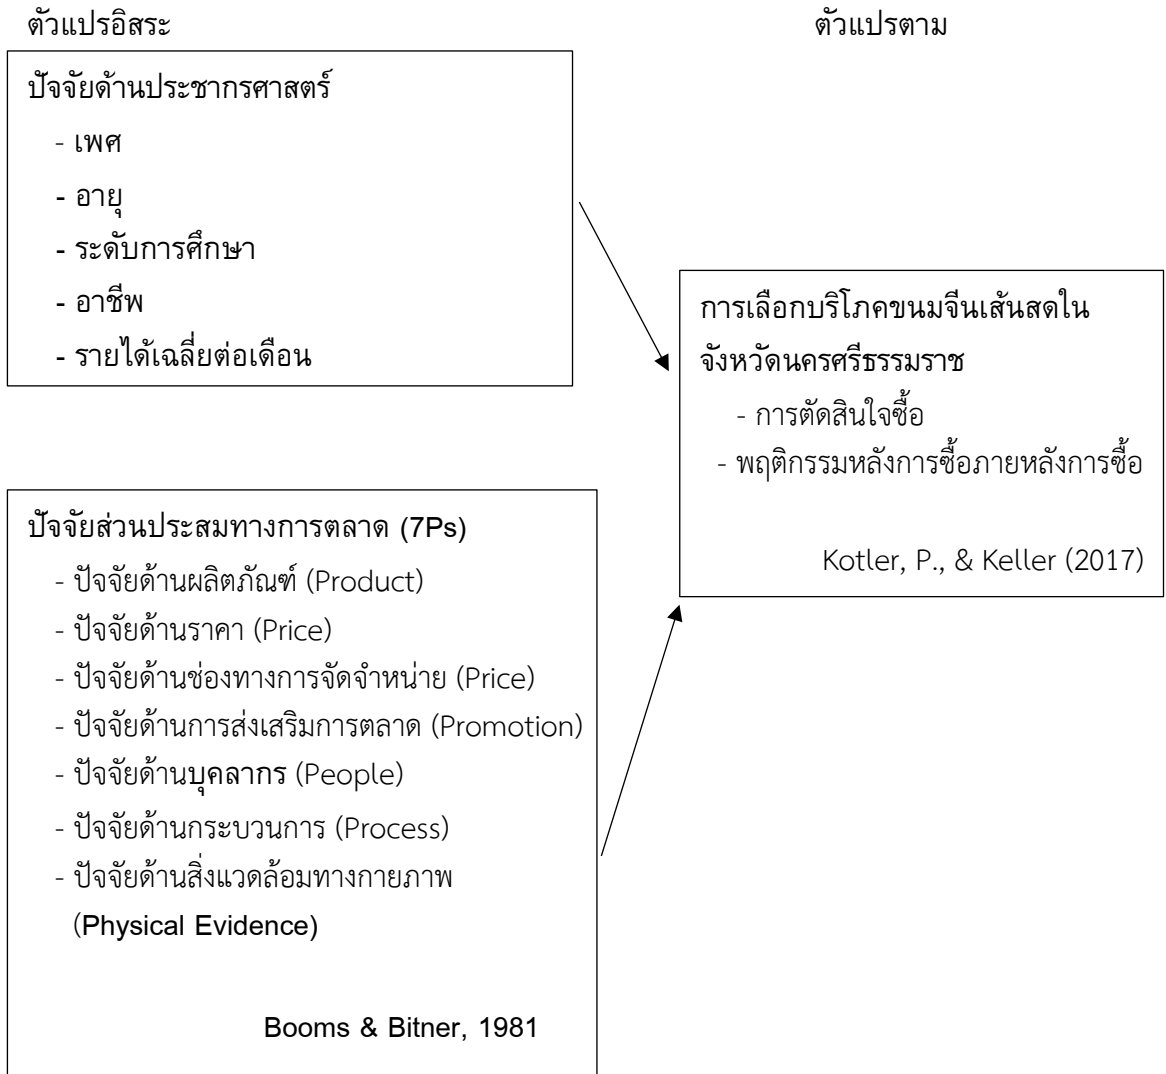 ตัวแปรอิสระ
ตัวแปรตาม
ปัจจัยด้านประชากรศาสตร์
- เพศ
- อายุ
- ระดับการศึกษา
- อาชีพ
- รายได้เฉลี่ยต่อเดือน
การเลือกบริโภคขนมจีนเส้นสดใน
จังหวัดนครศรีธรรมราช
- การตัดสินใจซื้อ
- พฤติกรรมหลังการซื้อภายหลังการซื้อ
Kotler, P., & Keller (2017)
ปัจจัยส่วนประสมทางการตลาด (7Ps)
- ปัจจัยด้านผลิตภัณฑ์ (Product)
- ปัจจัยด้านราคา (Price)
- ปัจจัยด้านช่องทางการจัดจำหน่าย (Price)
- ปัจจัยด้านการส่งเสริมการตลาด (Promotion)
- ปัจจัยด้านบุคลากร (People)
- ปัจจัยด้านกระบวนการ (Process)
- ปัจจัยด้านสิ่งแวดล้อมทางกายภาพ
(Physical Evidence)
Booms & Bitner, 1981